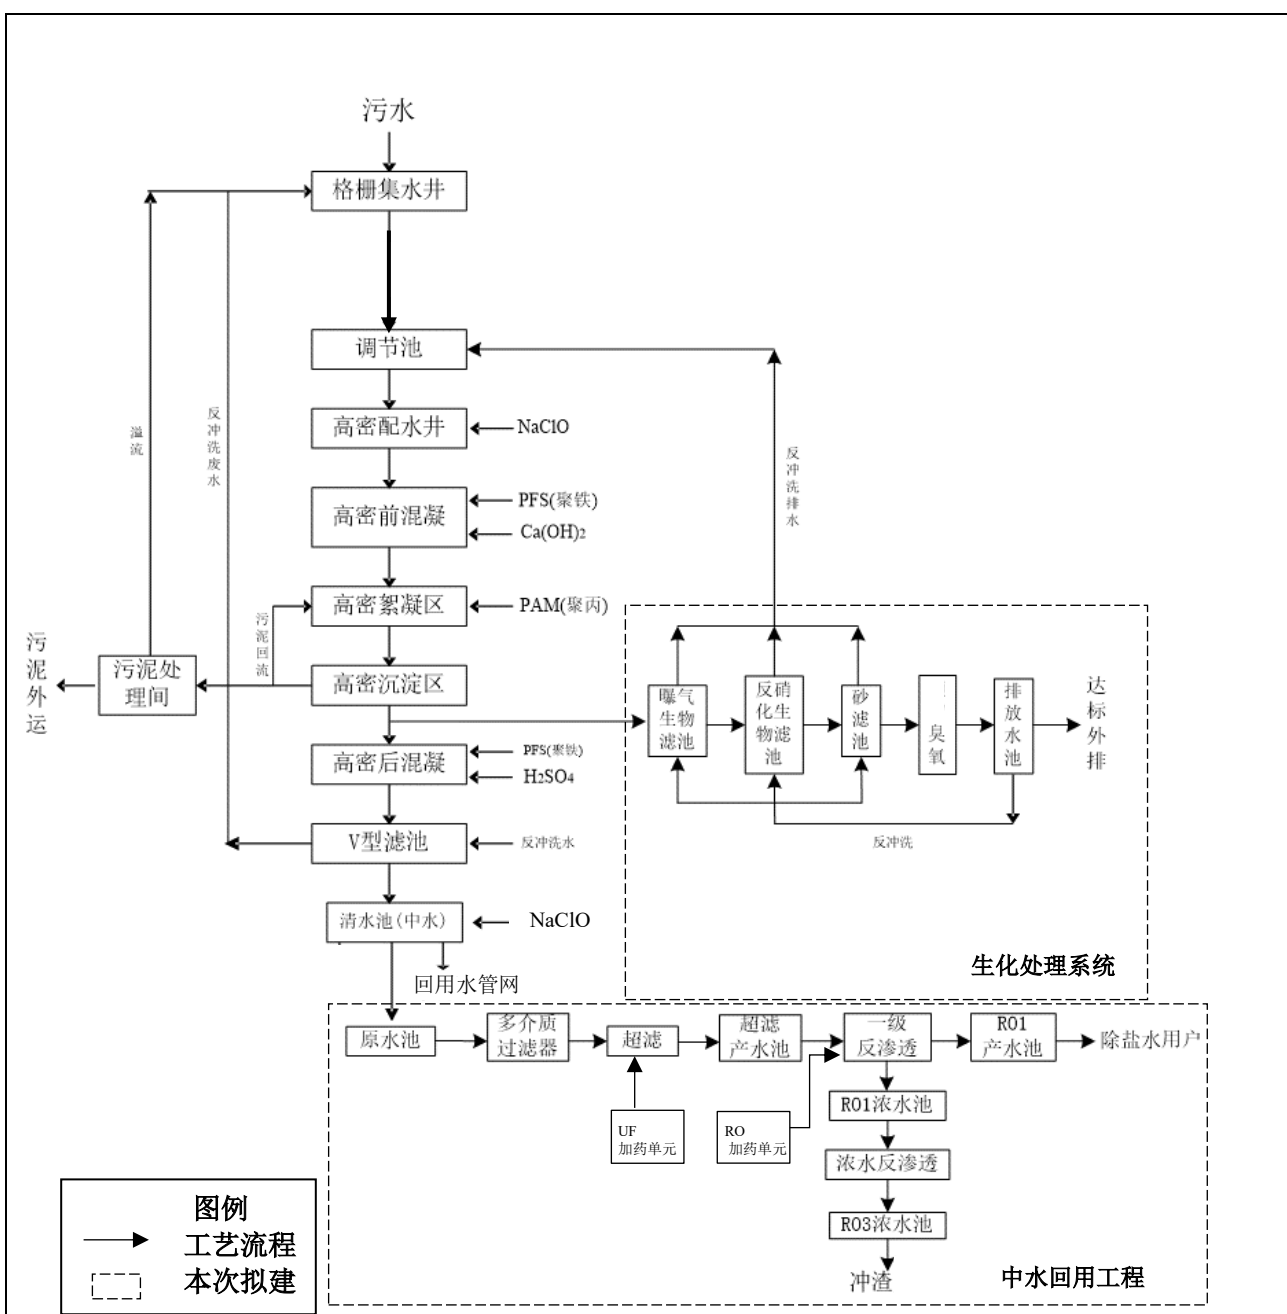 污水
格栅集水井
调节池
高密配水井
NaClO
溢流
反冲洗废水
反冲洗排水
高密前混凝
PFS(聚铁)
Ca(OH)2
高密絮凝区
PAM(聚丙)
污泥回流
污泥外运
污泥处
理间
高密沉淀区
高密后混凝
PFS(聚铁)
H2SO4
V型滤池
反冲洗水
清水池(中水)
NaClO
回用水管网
曝气
生物
滤池
反硝
化生
物滤
池
砂
滤
池
臭
氧
排
放
水
池
达标外排
反冲洗
生化处理系统
原水池
多介质
过滤器
超滤
超滤
产水池
一级
反渗透
RO1
产水池
除盐水用户
UF
加药单元
RO
加药单元
RO1浓水池
浓水反渗透
RO3浓水池
冲渣
中水回用工程
图例
工艺流程
本次拟建